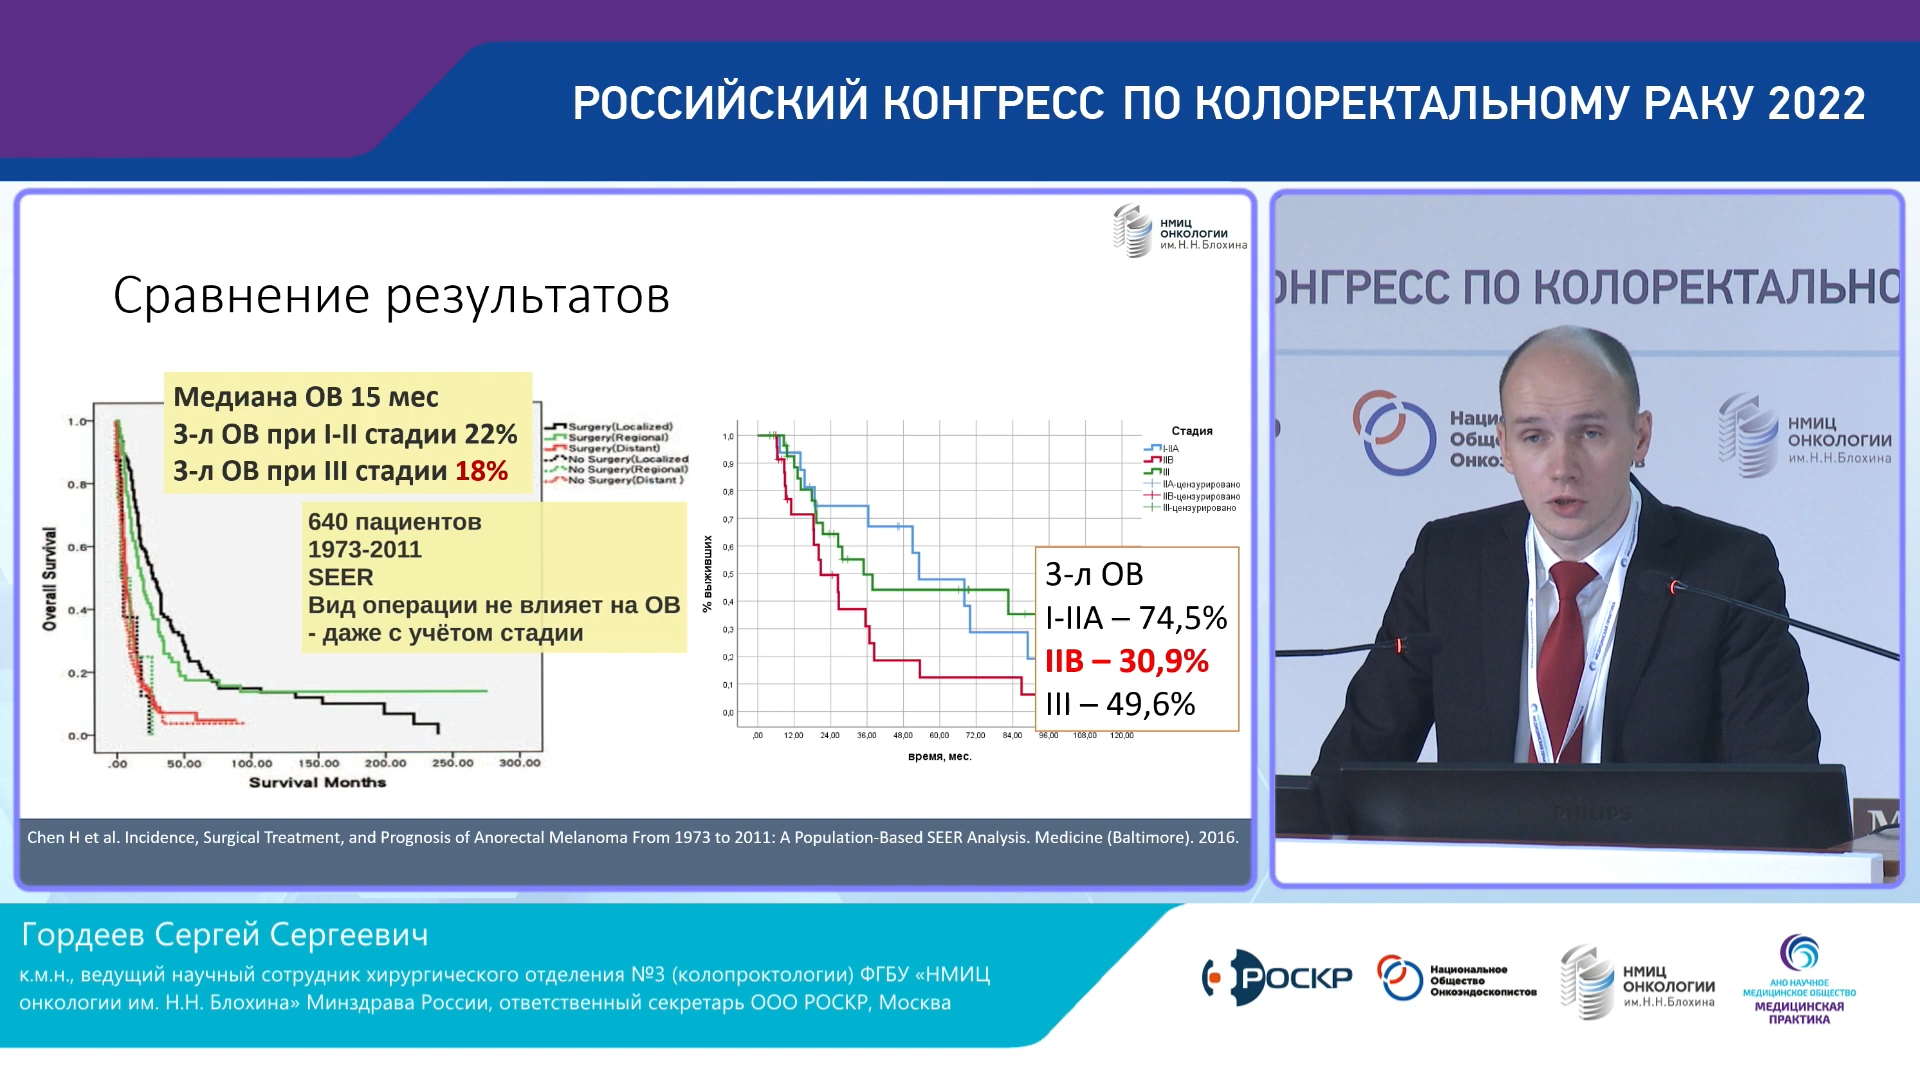 РОССИЙСКИЙ КОНГРЕСС ПО КОЛОРЕКТАЛЬНОМУ РАКУ 2022
НМИЦ
ОНКОЛОГИИ
им. Н.Н. Блохина
Сравнение результатов
Медиана ОВ 15 мес
3-л ОВ при I-II стадии 22%
3-л ОВ при III стадии 18%
640 пациентов
1973-2011
SEER
Вид операции не влияет на ОВ
- даже с учётом стадии
Surgery(Localized)
Surgery(Regional)
Surgery(Distant)
No Surgery(Localized
No Surgery(Regional)
No Surgery(Distant )
Overall Survival
1.0
0.8
0.6
0.4
0.2
0.0
.00 50.00 100.00 150.00 200.00 250.00 300.00
Survival Months
% выживших
1,0
0,9
0,8
0,7
0,6
0,5
0,4
0,3
0,2
0,1
0,0
,00 12,00 24,00 36,00 48,00 60,00 72,00 84,00 96,00 108,00 120,00
время, мес.
Стадия
I-IIA
IIB
III
IIA-цензурировано
IIB-цензурировано
III-цензурировано
3-л ОВ
I-IIA – 74,5%
IIB – 30,9%
III – 49,6%
Chen H et al. Incidence, Surgical Treatment, and Prognosis of Anorectal Melanoma From 1973 to 2011: A Population-Based SEER Analysis. Medicine (Baltimore). 2016.
ОНГРЕСС ПО КОЛОРЕКТАЛЬНО
НМИЦ
ОНКОЛОГИИ
им. Н.Н.Блохина
PHILIPS
Гордеев Сергей Сергеевич
к.м.н., ведущий научный сотрудник хирургического отделения №3 (колопроктологии) ФГБУ «НМИЦ
онкологии им. Н.Н. Блохина» Минздрава России, ответственный секретарь ООО РОСКР, Москва
РОСКР
Национальное
Общество
Онкоэндоскопистов
НМИЦ
ОНКОЛОГИИ
им. Н.Н.Блохина
АНО НАУЧНОЕ
МЕДИЦИНСКОЕ ОБЩЕСТВО
МЕДИЦИНСКАЯ
ПРАКТИКА